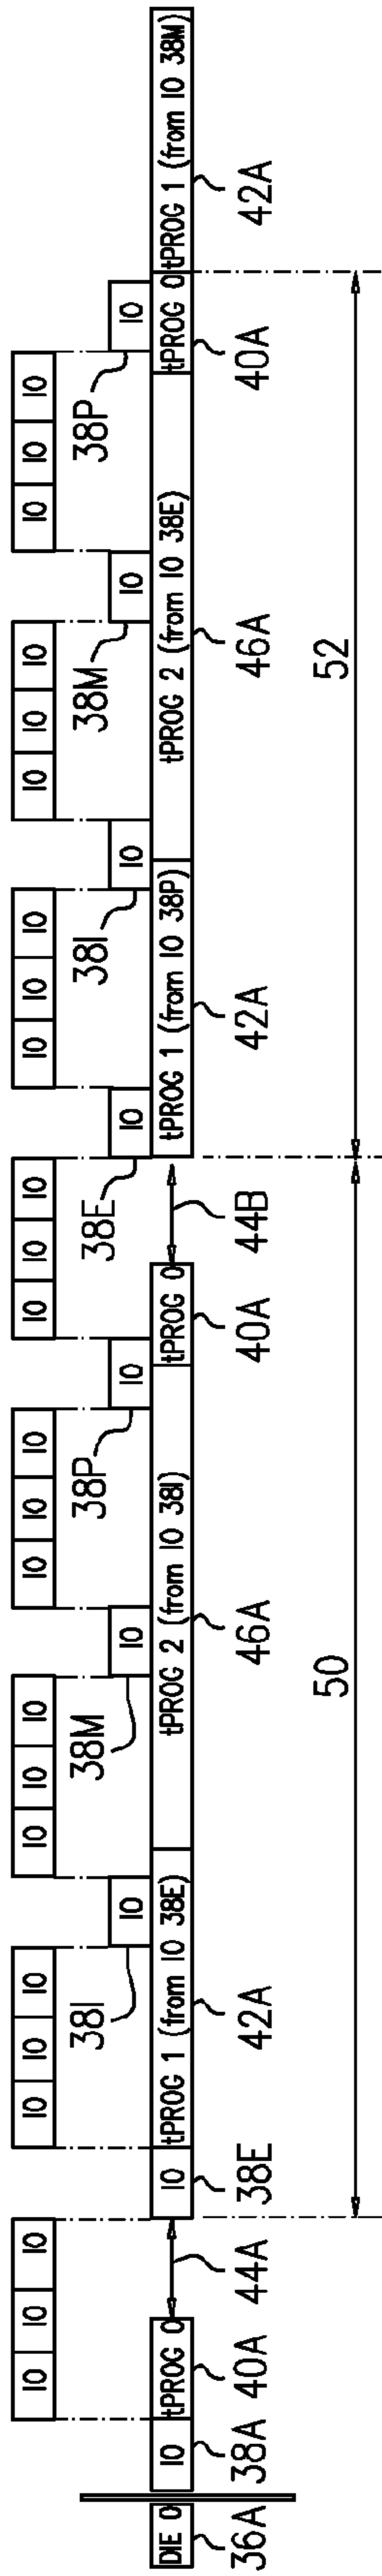 IO IO IO IO IO IO IO IO IO IO IO IO IO IO IO IO IO IO IO IO IO IO IO IO
IO IO IO IO IO IO IO
38I 38M 38P 38E 38I 38M 38P
DIE 0 IO tPROG 0 IO tPROG 1 (from IO 38E) tPROG 2 (from IO 38I) tPROG 0 tPROG 1 (from IO 38P) tPROG 2 (from IO 38E) tPROG 0 tPROG 1 (from IO 38M)
36A 38A 40A 44A 38E 42A 46A 40A 44B 42A 46A 40A 42A
50 52